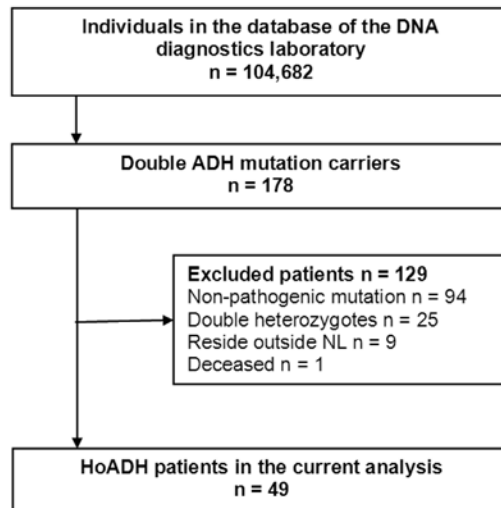 Individuals in the database of the DNA
diagnostics laboratory
n = 104,682
Double ADH mutation carriers
n = 178
Excluded patients n = 129
Non-pathogenic mutation n = 94
Double heterozygotes n = 25
Reside outside NL n = 9
Deceased n = 1
HoADH patients in the current analysis
n = 49